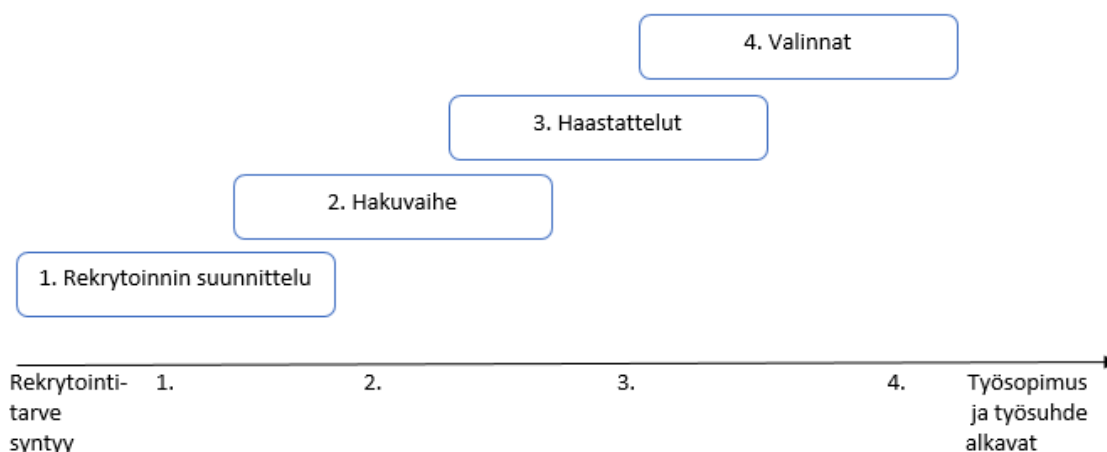 4. Valinnat
3. Haastattelut
2. Hakuvaihe
1. Rekrytoinnin suunnittelu
Rekrytointi- 1. 2. 3. 4. Työsopimus
tarve ja työsuhde
syntyy alkavat